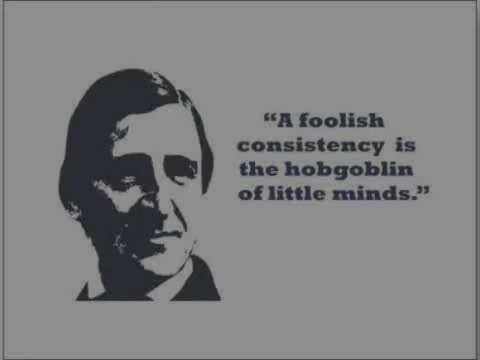 “A foolish
consistency is
the hobgoblin
of little minds.”